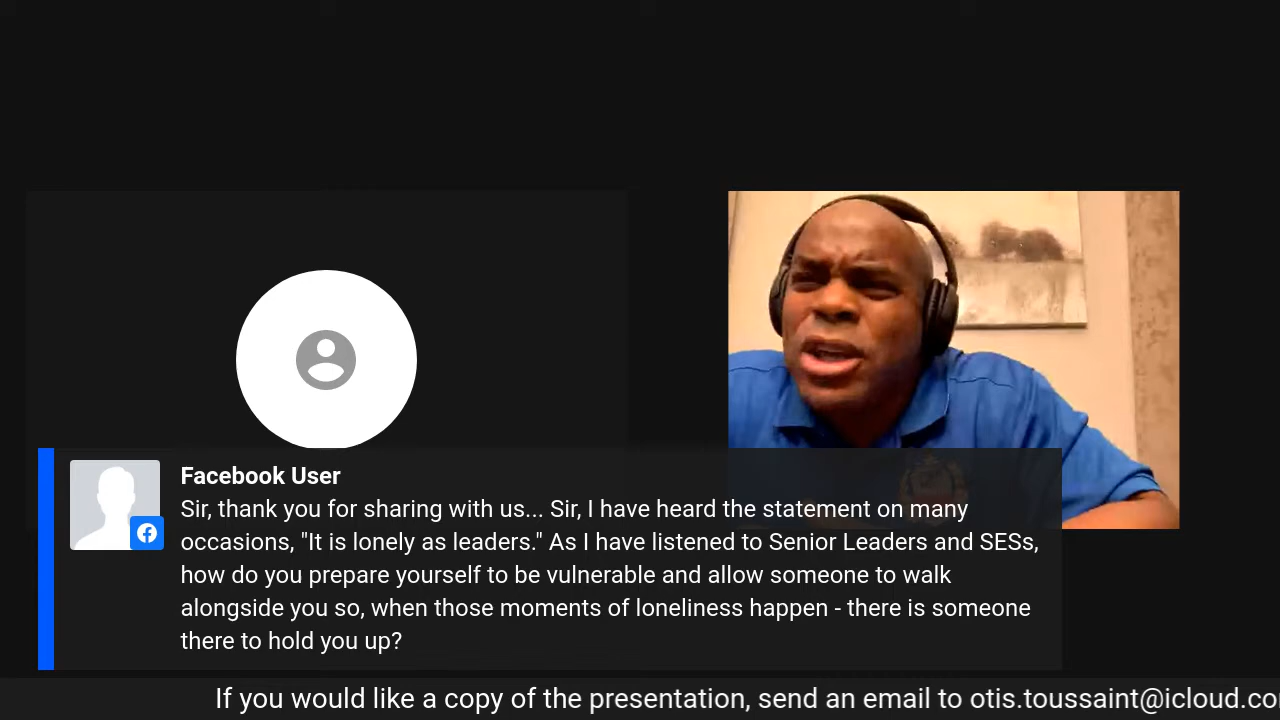 Facebook User
Sir, thank you for sharing with us... Sir, I have heard the statement on many
occasions, "It is lonely as leaders." As I have listened to Senior Leaders and SESs,
how do you prepare yourself to be vulnerable and allow someone to walk
alongside you so, when those moments of loneliness happen - there is someone
there to hold you up?
If you would like a copy of the presentation, send an email to otis.toussaint@icloud.co